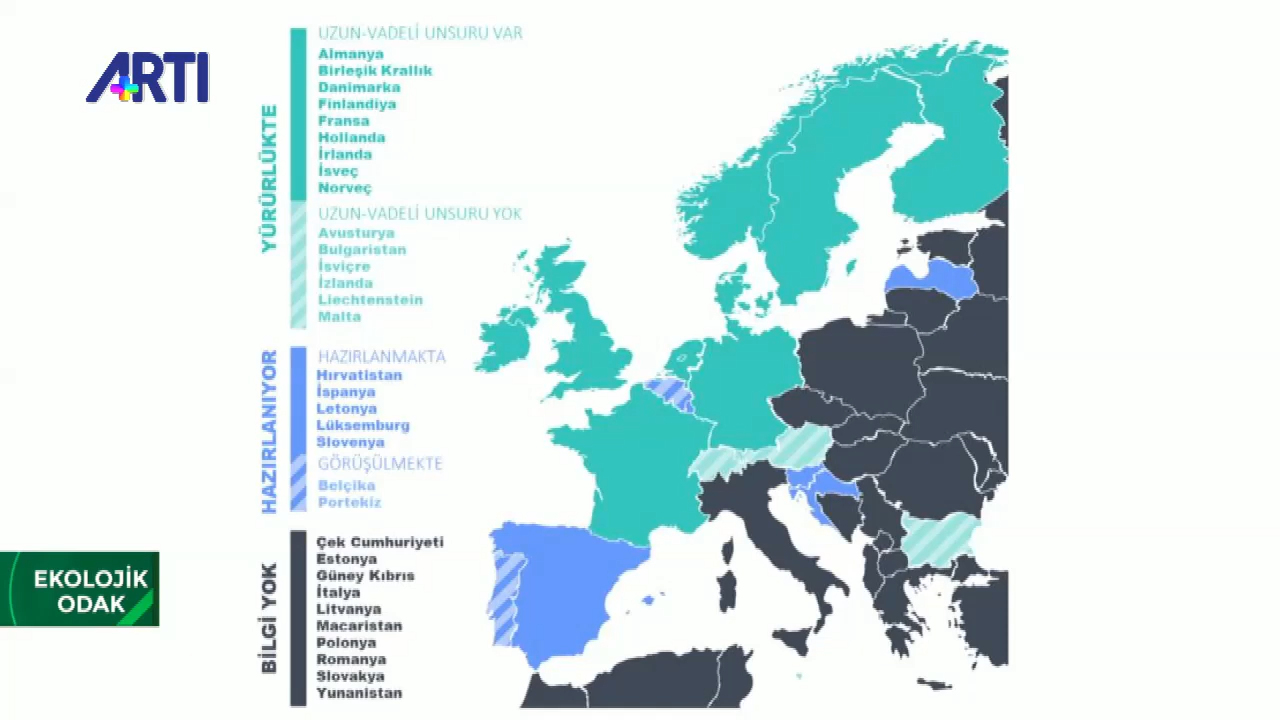 ARTI
YÜRÜRLÜKTE
UZUN-VADELİ UNSURU VAR
Almanya
Birleşik Krallık
Danimarka
Finlandiya
Fransa
Hollanda
İrlanda
İsveç
Norveç
UZUN-VADELİ UNSURU YOK
Avusturya
Bulgaristan
İsviçre
İzlanda
Liechtenstein
Malta
HAZIRLANIYOR
HAZIRLANMAKTA
Hırvatistan
İspanya
Letonya
Lüksemburg
Slovenya
GÖRÜŞÜLMEKTE
Belçika
Portekiz
BİLGİ YOK
Çek Cumhuriyeti
Estonya
Güney Kıbrıs
İtalya
Litvanya
Macaristan
Polonya
Romanya
Slovakya
Yunanistan
EKOLOJİK
ODAK